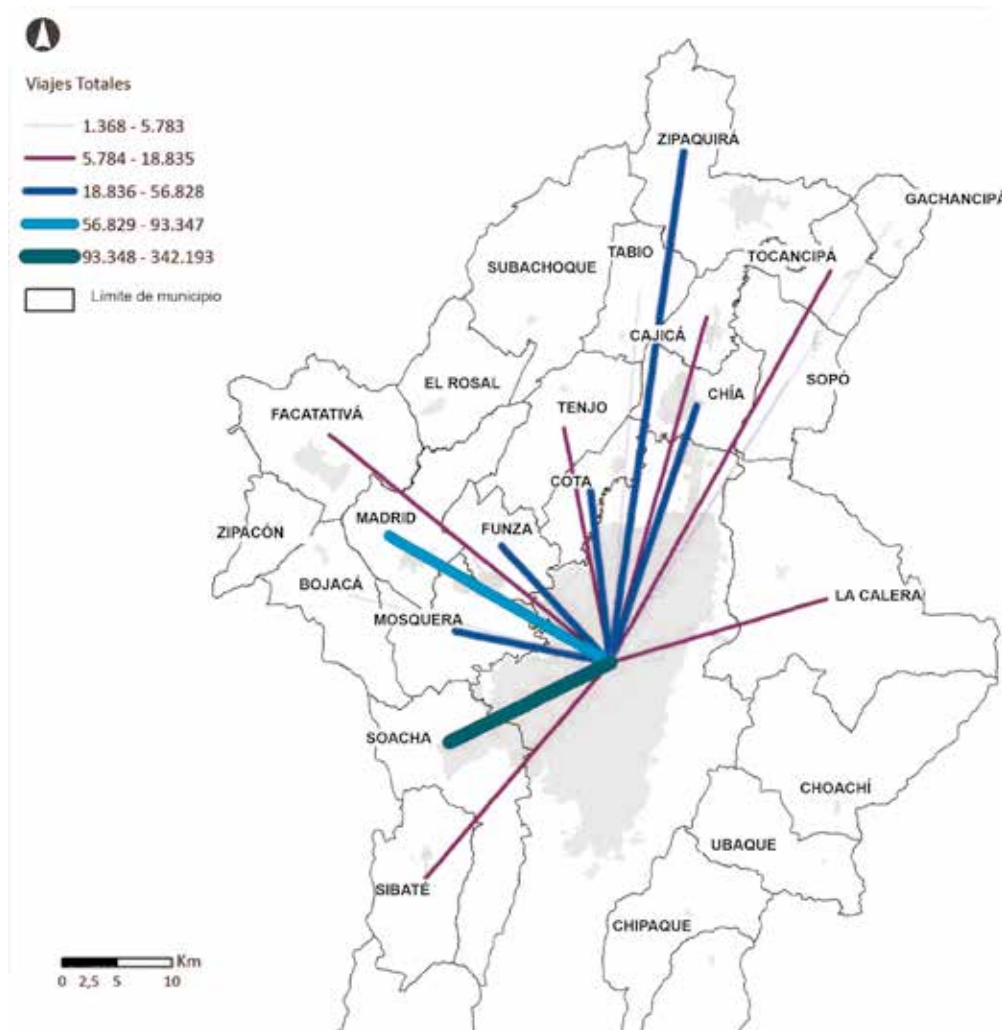 Viajes Totales
1.368 - 5.783
5.784 - 18.835
18.836 - 56.828
56.829 - 93.347
93.348 - 342.193
Límite de municipio
ZIPAQUIRÁ
GACHANCIPÁ
TABIO
TOCANCIPÁ
SUBACHOQUE
CAJICÁ
SOPÓ
EL ROSAL
CHÍA
FACATATIVÁ
TENJO
COTA
MADRID
FUNZA
ZIPACÓN
BOJACÁ
LA CALERA
MOSQUERA
SOACHA
CHOACHÍ
UBAQUE
SIBATÉ
CHIPAQUE
Km
0 2,5 5 10